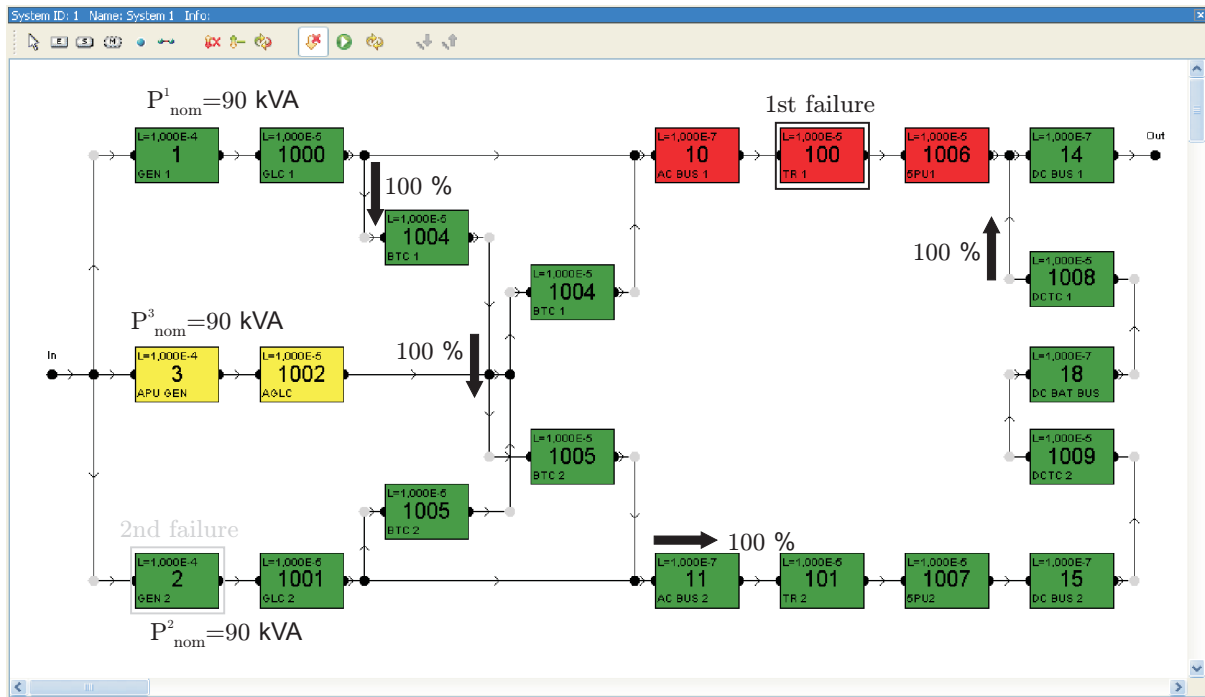 System ID: 1 Name: System 1 Info:
E S M
P¹nom=90 kVA
1st failure
L=1,000E-4
1
GEN 1
L=1,000E-5
1000
GLC 1
L=1,000E-7
10
AC BUS 1
L=1,000E-5
100
TR 1
L=1,000E-5
1006
SPU1
L=1,000E-7
14
DC BUS 1
Out
100 %
L=1,000E-5
1004
BTC 1
100 %
L=1,000E-5
1004
BTC 1
L=1,000E-5
1008
DCTC 1
P³nom=90 kVA
In
L=1,000E-4
3
APU GEN
L=1,000E-5
1002
AGLC
100 %
L=1,000E-7
18
DC BAT BUS
L=1,000E-5
1005
BTC 2
L=1,000E-5
1009
DCTC 2
L=1,000E-5
1005
BTC 2
2nd failure
100 %
L=1,000E-4
2
GEN 2
L=1,000E-5
1001
GLC 2
L=1,000E-7
11
AC BUS 2
L=1,000E-5
101
TR 2
L=1,000E-5
1007
SPU2
L=1,000E-7
15
DC BUS 2
P²nom=90 kVA